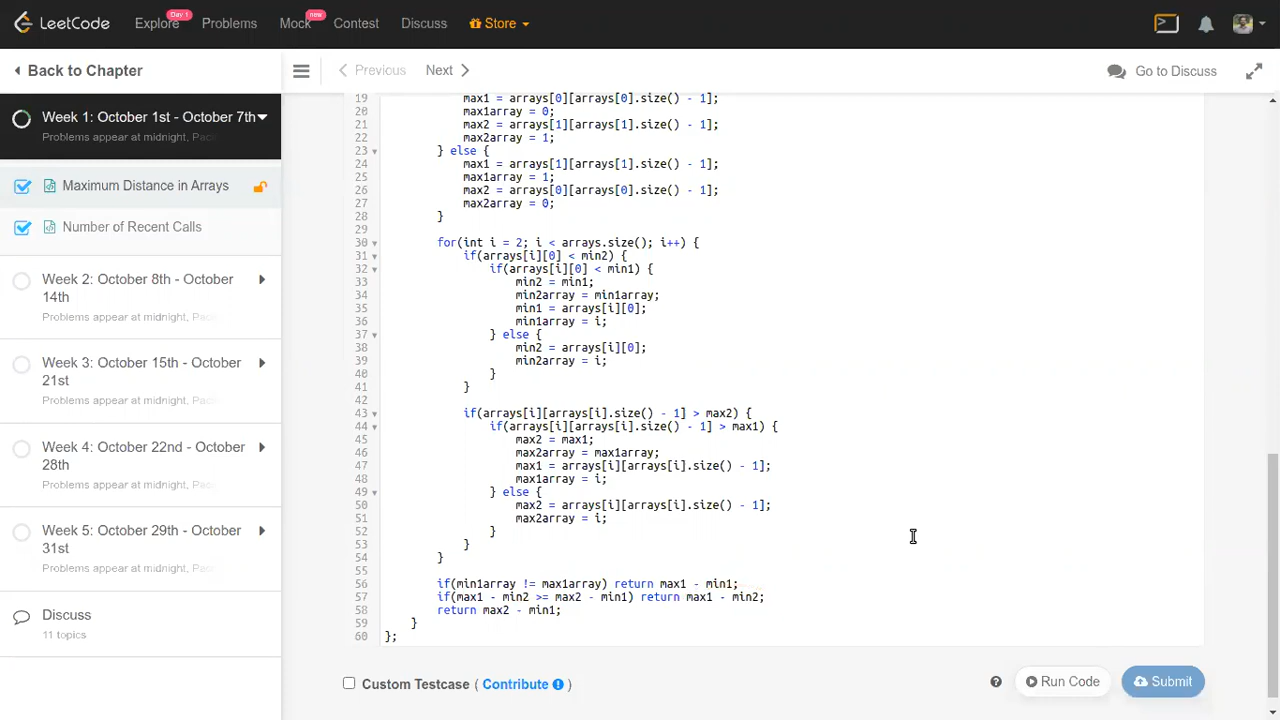 LeetCode
Explore
Day 1
Problems
Mock
new
Contest
Discuss
Store
Back to Chapter
Previous
Next
Go to Discuss
Week 1: October 1st - October 7th
Problems appear at midnight, Pac
Maximum Distance in Arrays
Number of Recent Calls
Week 2: October 8th - October
14th
Problems appear at midnight, Pac
Week 3: October 15th - October
21st
Problems appear at midnight, Pac
Week 4: October 22nd - October
28th
Problems appear at midnight, Pac
Week 5: October 29th - October
31st
Problems appear at midnight, Pac
Discuss
11 topics
19 max1 = arrays[0][arrays[0].size() - 1];
20 max1array = 0;
21 max2 = arrays[1][arrays[1].size() - 1];
22 max2array = 1;
23 } else {
24 max1 = arrays[1][arrays[1].size() - 1];
25 max1array = 1;
26 max2 = arrays[0][arrays[0].size() - 1];
27 max2array = 0;
28 }
29
30 for(int i = 2; i < arrays.size(); i++) {
31 if(arrays[i][0] < min2) {
32 if(arrays[i][0] < min1) {
33 min2 = min1;
34 min2array = min1array;
35 min1 = arrays[i][0];
36 min1array = i;
37 } else {
38 min2 = arrays[i][0];
39 min2array = i;
40 }
41 }
42
43 if(arrays[i][arrays[i].size() - 1] > max2) {
44 if(arrays[i][arrays[i].size() - 1] > max1) {
45 max2 = max1;
46 max2array = max1array;
47 max1 = arrays[i][arrays[i].size() - 1];
48 max1array = i;
49 } else {
50 max2 = arrays[i][arrays[i].size() - 1];
51 max2array = i;
52 }
53 }
54 }
55
56 if(min1array != max1array) return max1 - min1;
57 if(max1 - min2 >= max2 - min1) return max1 - min2;
58 return max2 - min1;
59 }
60 };
Custom Testcase ( Contribute )
? Run Code
Submit